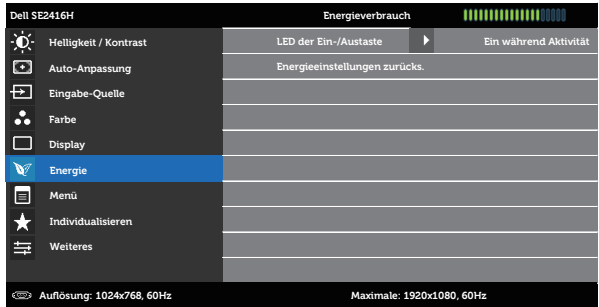 Dell SE2416H Energieverbrauch
Helligkeit / Kontrast LED der Ein-/Austaste Ein während Aktivität
Auto-Anpassung Energieeinstellungen zurücks.
Eingabe-Quelle
Farbe
Display
Energie
Menü
Individualisieren
Weiteres
Auflösung: 1024x768, 60Hz Maximale: 1920x1080, 60Hz